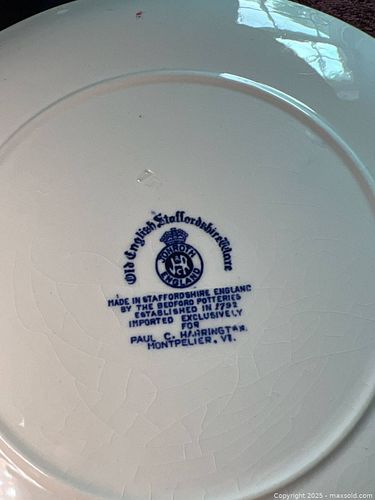 Old English Staffordshire Ware
JONROTH
ENGLAND
MADE IN STAFFORDSHIRE ENGLAND
BY THE BEDFORD POTTERIES
ESTABLISHED IN 1792
IMPORTED EXCLUSIVELY
FOR
PAUL C. HARRINGTON
MONTPELIER, VT.
Copyright 2025 - maxsold.com